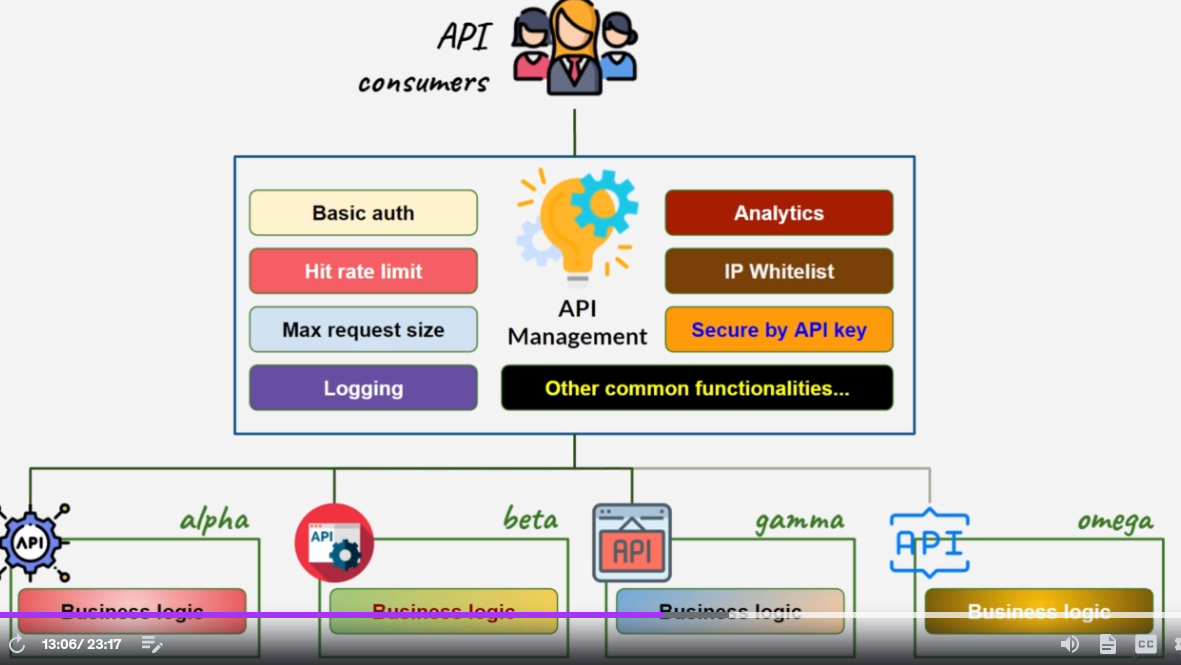 API
consumers
Basic auth
Analytics
Hit rate limit
IP Whitelist
API
Management
Max request size
Secure by API key
Logging
Other common functionalities...
alpha
beta
gamma
omega
API
API
API
API
Business logic
Business logic
Business logic
Business logic
13:06/ 23:17
CC